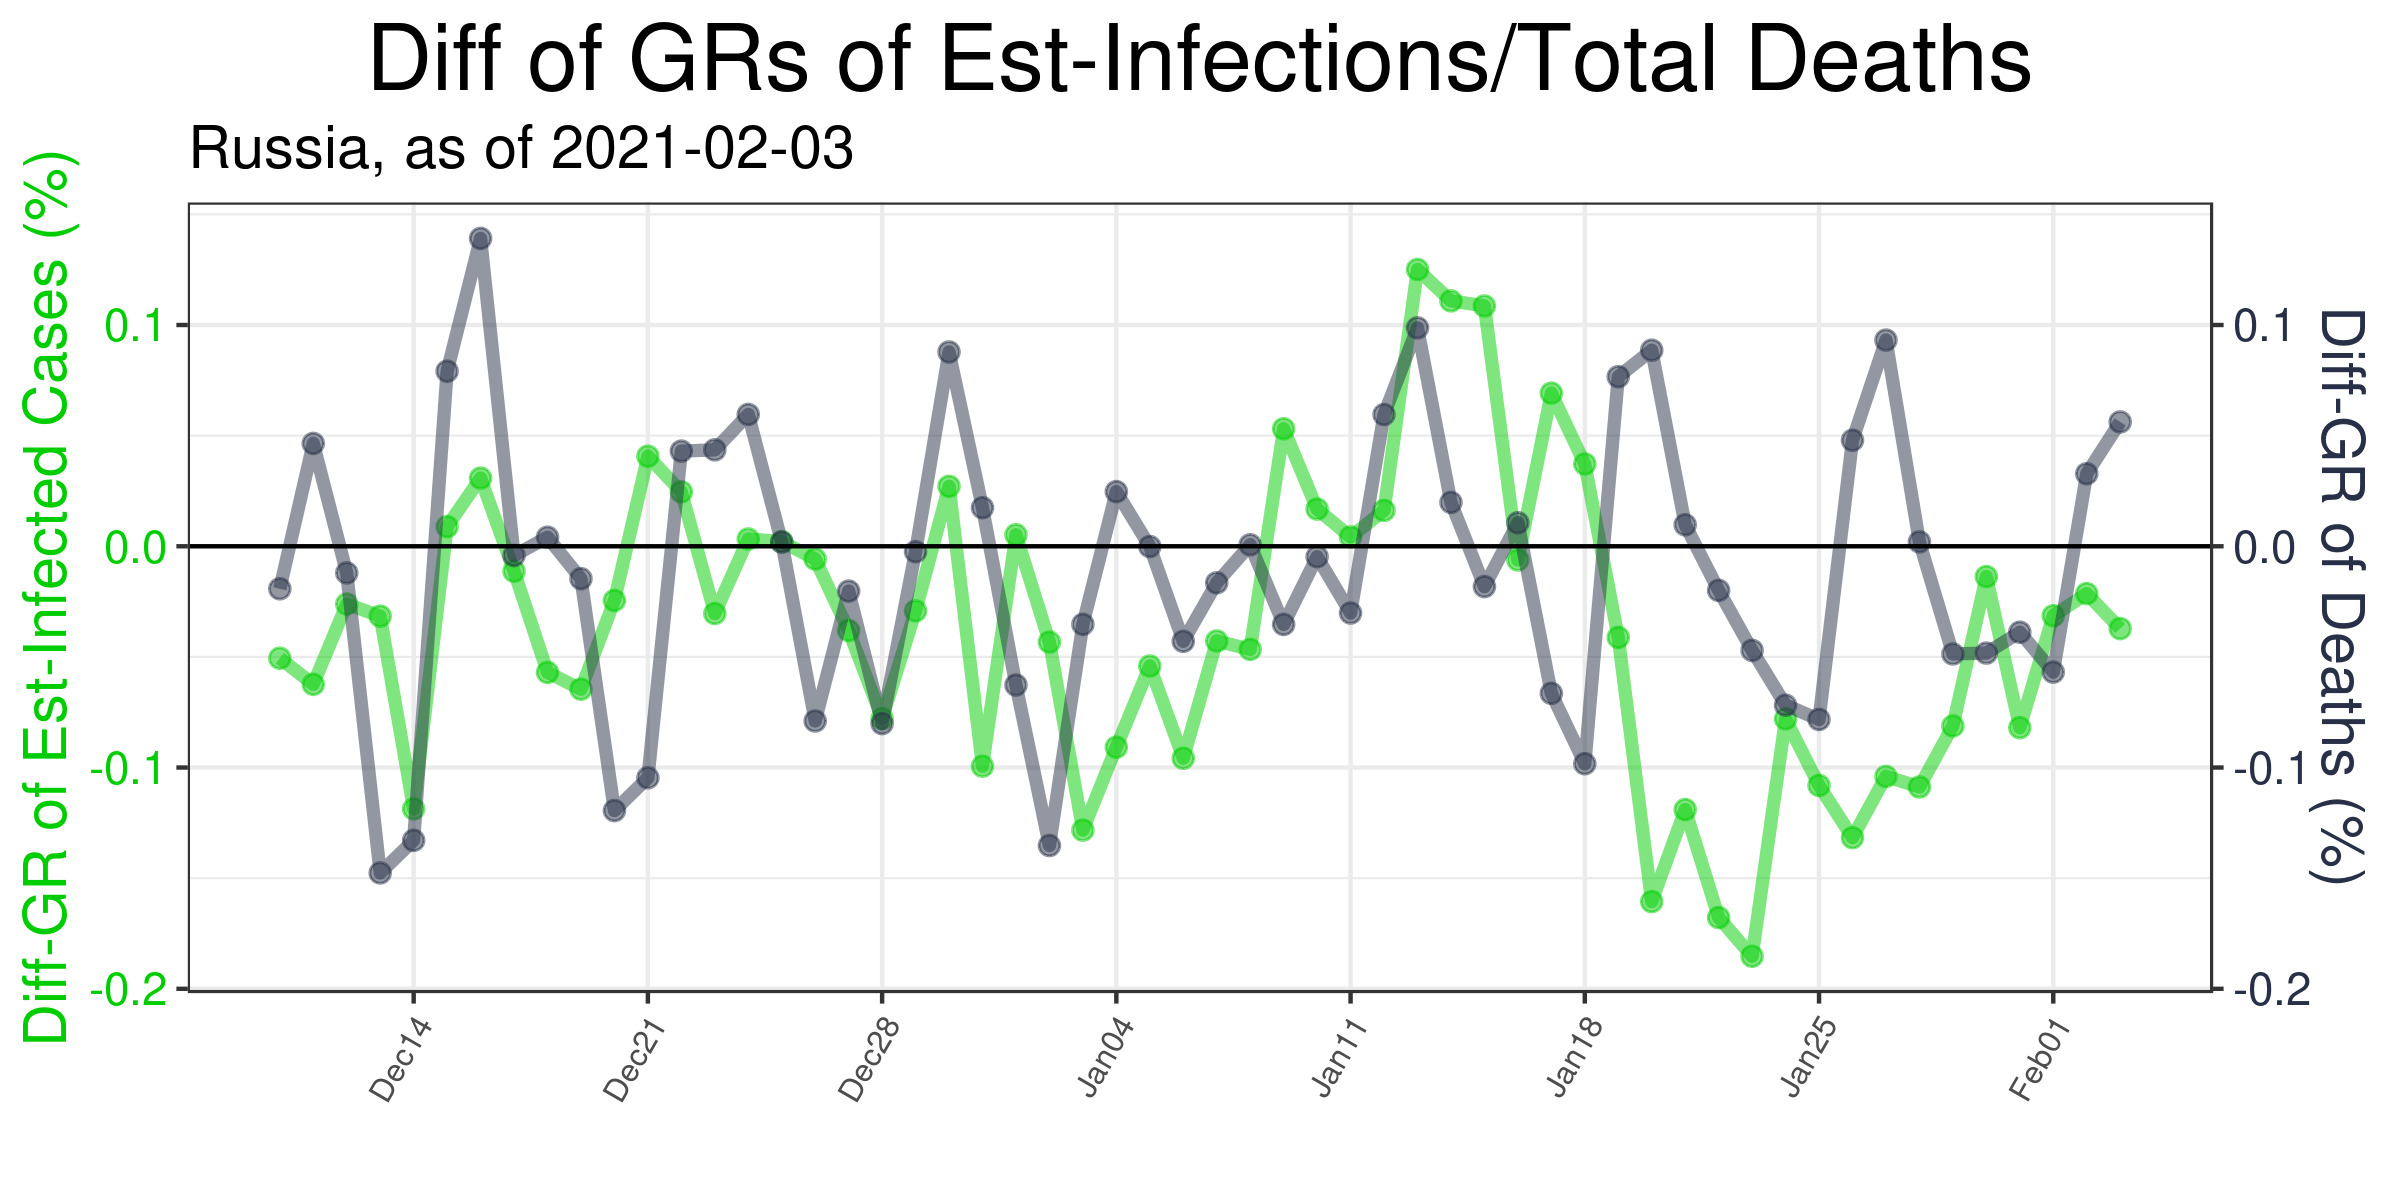 Diff of GRs of Est-Infections/Total Deaths
Russia, as of 2021-02-03
Diff-GR of Est-Infected Cases (%)
0.1
0.0
-0.1
-0.2
0.1
0.0
-0.1
-0.2
Diff-GR of Deaths (%)
Dec14
Dec21
Dec28
Jan04
Jan11
Jan18
Jan25
Feb01